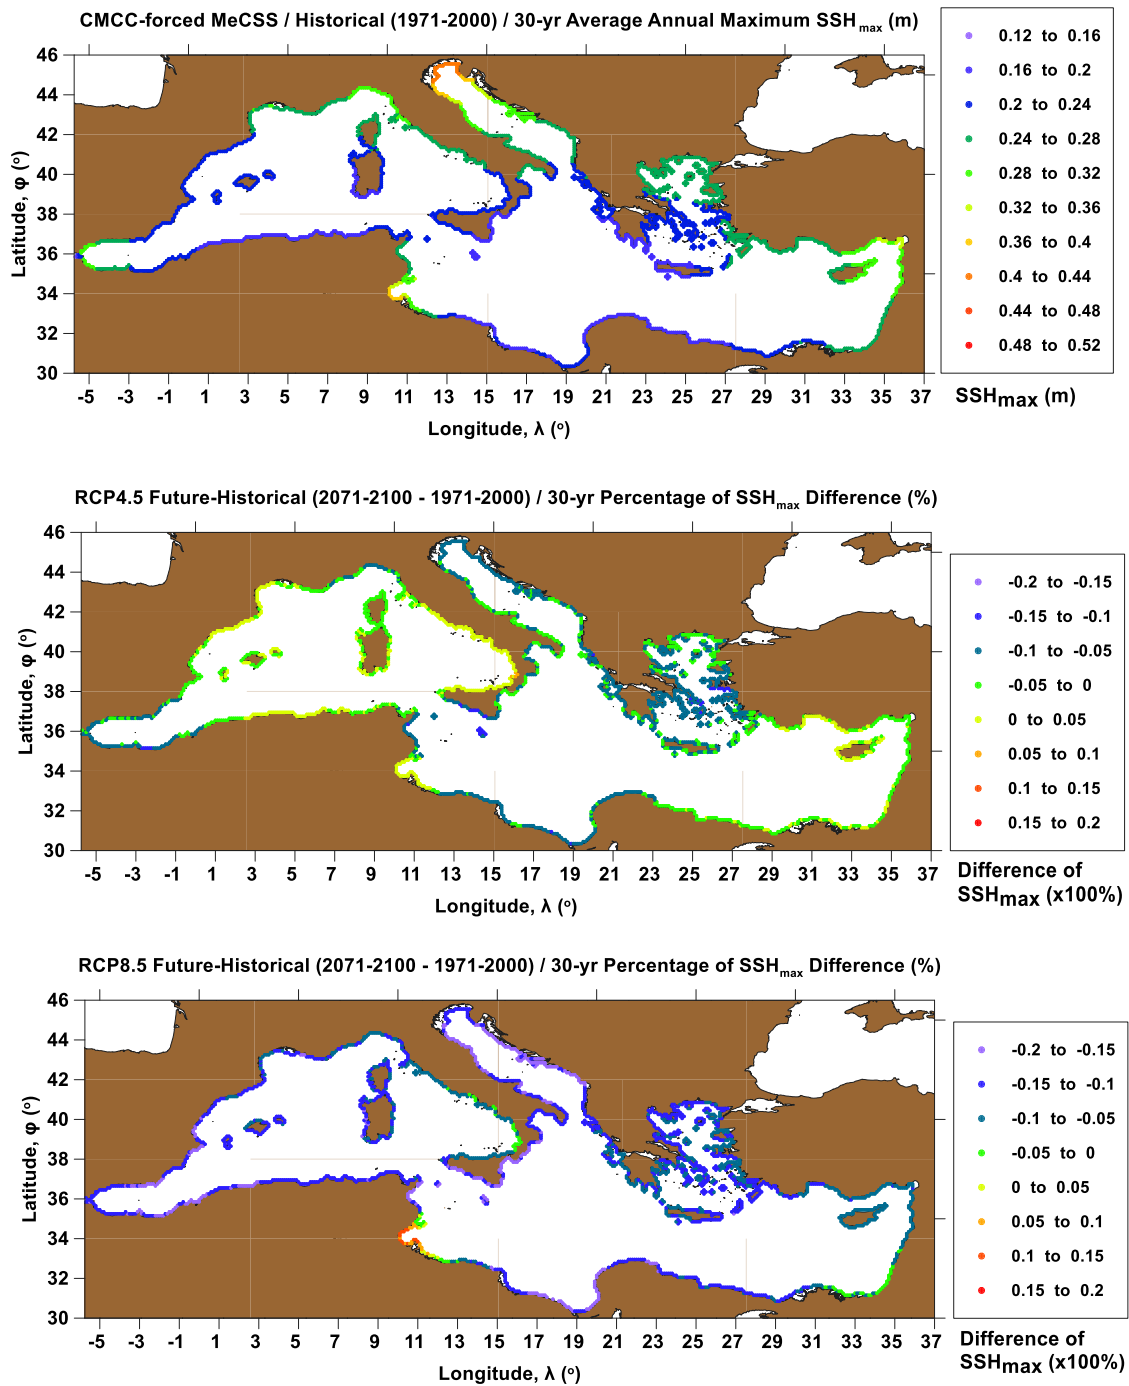 CMCC-forced MeCSS / Historical (1971-2000) / 30-yr Average Annual Maximum SSHmax (m)
46
44
42
40
38
36
34
32
30
Latitude, φ (º)
-5 -3 -1 1 3 5 7 9 11 13 15 17 19 21 23 25 27 29 31 33 35 37
Longitude, λ (º)
0.12 to 0.16
0.16 to 0.2
0.2 to 0.24
0.24 to 0.28
0.28 to 0.32
0.32 to 0.36
0.36 to 0.4
0.4 to 0.44
0.44 to 0.48
0.48 to 0.52
SSHmax (m)
RCP4.5 Future-Historical (2071-2100 - 1971-2000) / 30-yr Percentage of SSHmax Difference (%)
46
44
42
40
38
36
34
32
30
Latitude, φ (º)
-5 -3 -1 1 3 5 7 9 11 13 15 17 19 21 23 25 27 29 31 33 35 37
Longitude, λ (º)
-0.2 to -0.15
-0.15 to -0.1
-0.1 to -0.05
-0.05 to 0
0 to 0.05
0.05 to 0.1
0.1 to 0.15
0.15 to 0.2
Difference of
SSHmax (x100%)
RCP8.5 Future-Historical (2071-2100 - 1971-2000) / 30-yr Percentage of SSHmax Difference (%)
46
44
42
40
38
36
34
32
30
Latitude, φ (º)
-5 -3 -1 1 3 5 7 9 11 13 15 17 19 21 23 25 27 29 31 33 35 37
Longitude, λ (º)
-0.2 to -0.15
-0.15 to -0.1
-0.1 to -0.05
-0.05 to 0
0 to 0.05
0.05 to 0.1
0.1 to 0.15
0.15 to 0.2
Difference of
SSHmax (x100%)